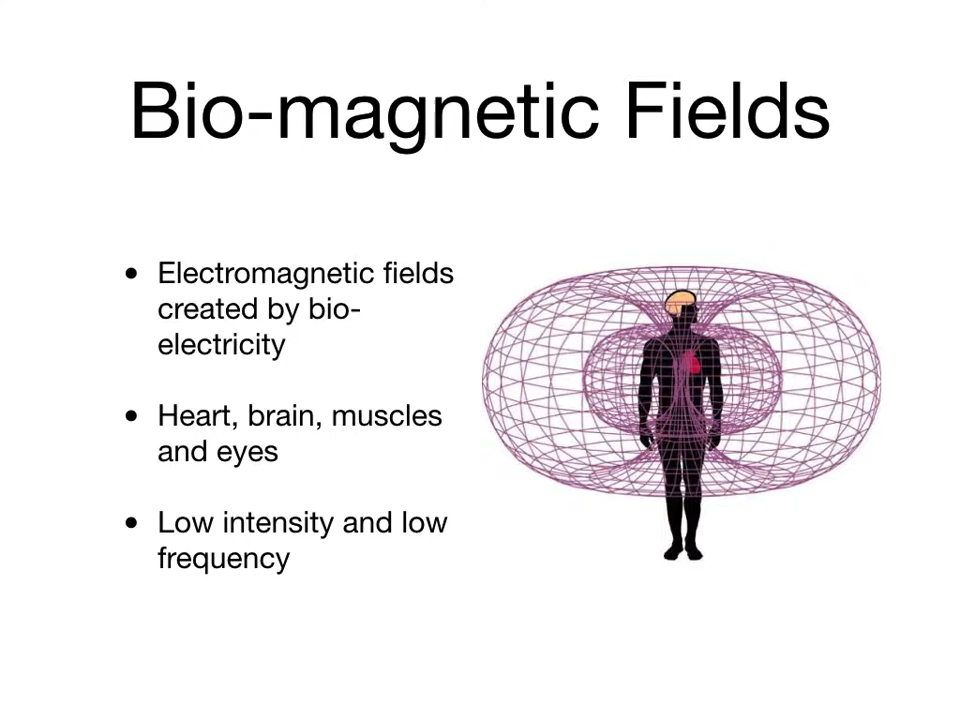 Bio-magnetic Fields
• Electromagnetic fields
created by bio-
electricity
• Heart, brain, muscles
and eyes
• Low intensity and low
frequency